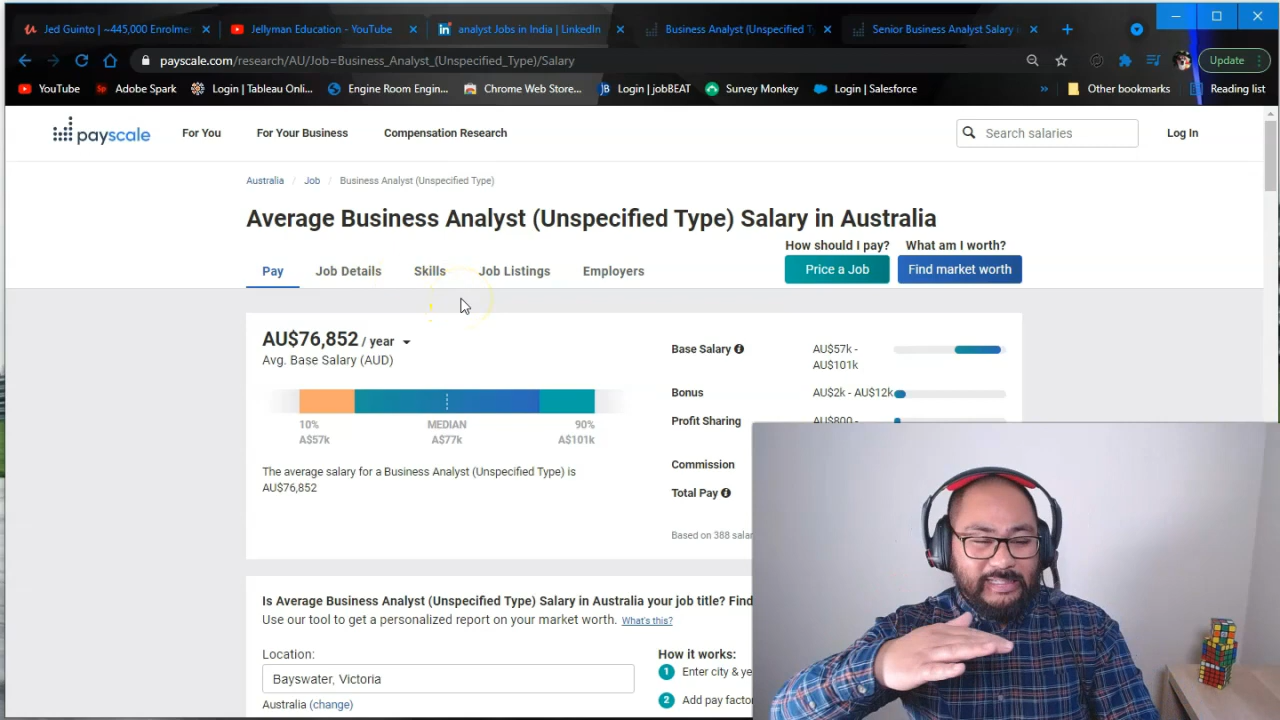 Jed Guinto | ~445,000 Enrolmer
Jellyman Education - YouTube
analyst Jobs in India | LinkedIn
Business Analyst (Unspecified T
Senior Business Analyst Salary
payscale.com/research/AU/Job=Business_Analyst_(Unspecified_Type)/Salary
Update
YouTube
Adobe Spark
Login | Tableau Onli...
Engine Room Engin...
Chrome Web Store...
Login | jobBEAT
Survey Monkey
Login | Salesforce
»
Other bookmarks
Reading list
payscale
For You
For Your Business
Compensation Research
Search salaries
Log In
Australia / Job / Business Analyst (Unspecified Type)
Average Business Analyst (Unspecified Type) Salary in Australia
How should I pay?
What am I worth?
Price a Job
Find market worth
Pay
Job Details
Skills
Job Listings
Employers
AU$76,852 / year
Avg. Base Salary (AUD)
10%
A$57k
MEDIAN
A$77k
90%
A$101k
The average salary for a Business Analyst (Unspecified Type) is
AU$76,852
Base Salary
AU$57k -
AU$101k
Bonus
AU$2k - AU$12k
Profit Sharing
AU$800 -
Commission
Total Pay
Based on 388 salar
Is Average Business Analyst (Unspecified Type) Salary in Australia your job title? Find
Use our tool to get a personalized report on your market worth. What's this?
Location:
Bayswater, Victoria
Australia (change)
How it works:
1 Enter city & ye
2 Add pay factor